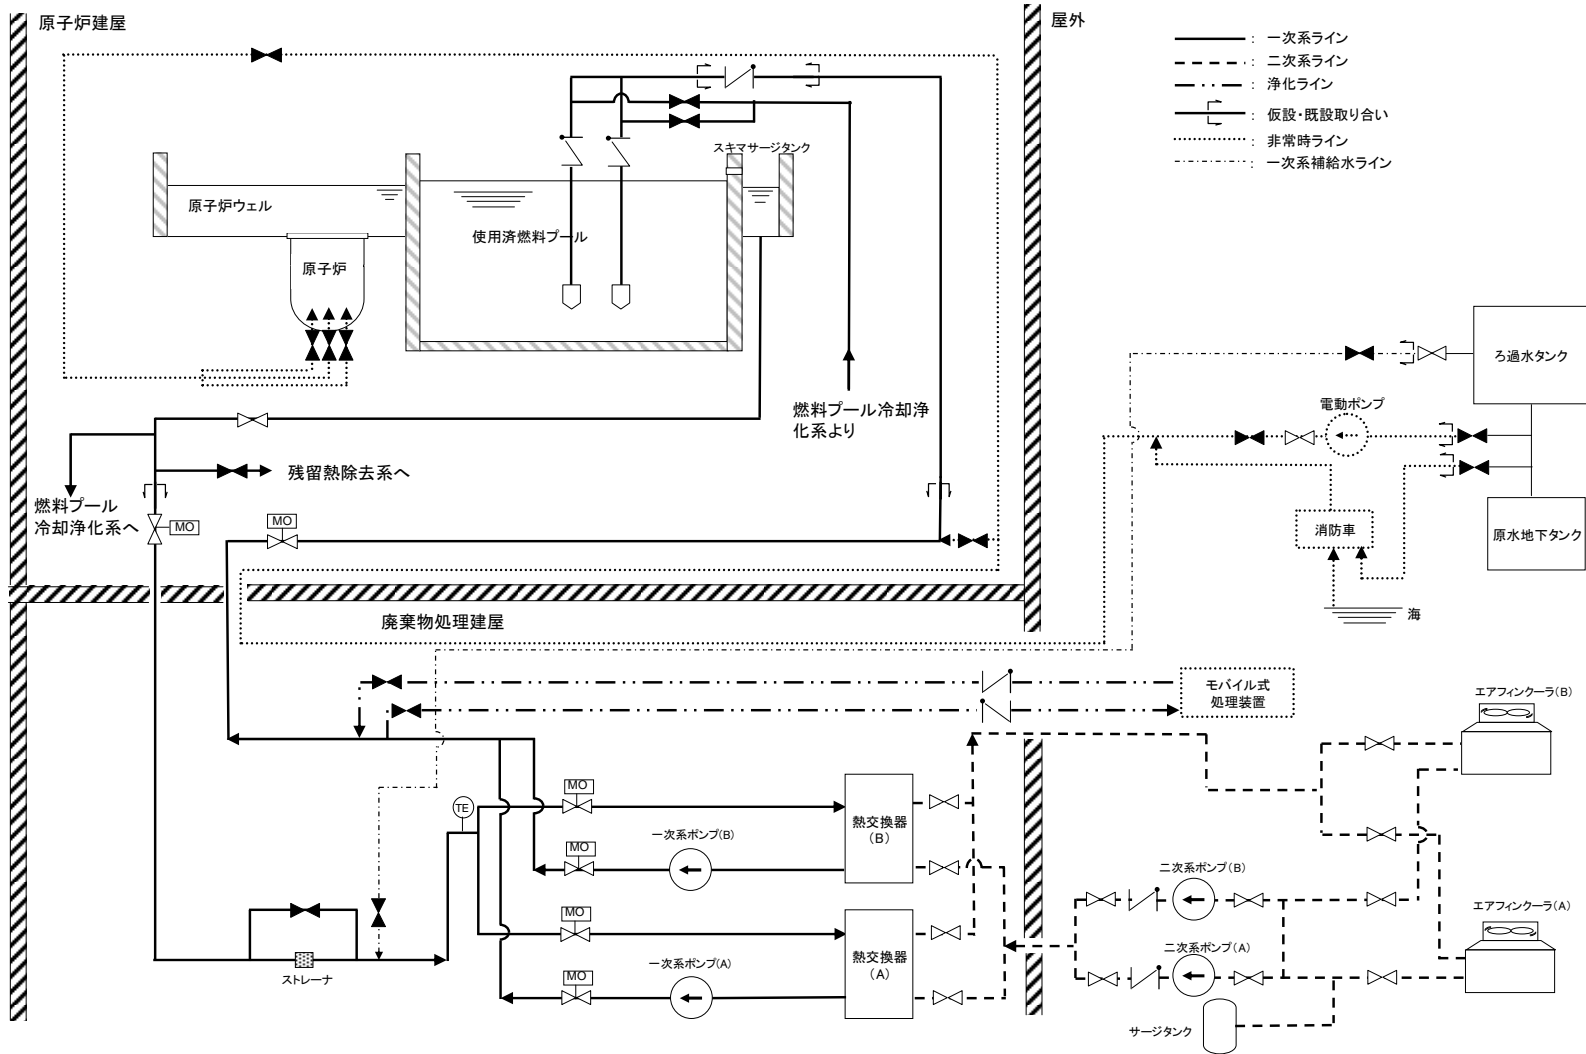 原子炉建屋
屋外
： 一次系ライン
： 二次系ライン
： 浄化ライン
： 仮設・既設取り合い
： 非常時ライン
： 一次系補給水ライン
スキマサージタンク
原子炉ウェル
使用済燃料プール
原子炉
ろ過水タンク
燃料プール冷却浄
化系より
電動ポンプ
残留熱除去系へ
燃料プール
冷却浄化系へ
MO
MO
消防車
原水地下タンク
海
廃棄物処理建屋
モバイル式
処理装置
エアフィンクーラ(B)
TE
MO
一次系ポンプ(B)
熱交換器
(B)
MO
二次系ポンプ(B)
MO
エアフィンクーラ(A)
二次系ポンプ(A)
ストレーナ
MO
一次系ポンプ(A)
熱交換器
(A)
サージタンク